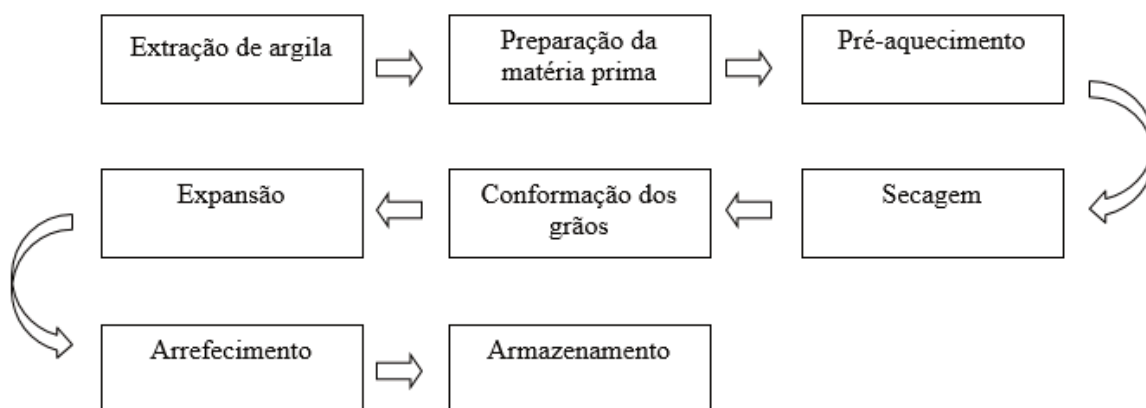 Extração de argila
Preparação da
matéria prima
Pré-aquecimento
Secagem
Conformação dos
grãos
Expansão
Arrefecimento
Armazenamento